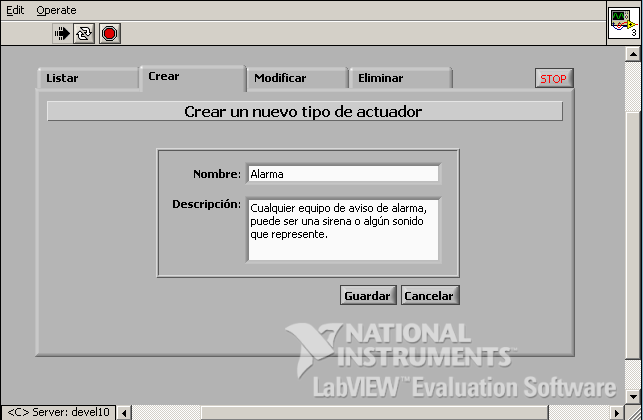 Edit Operate
3
Listar Crear Modificar Eliminar STOP
Crear un nuevo tipo de actuador
Nombre: Alarma
Descripción: Cualquier equipo de aviso de alarma,
puede ser una sirena o algún sonido
que represente.
Guardar Cancelar
NATIONAL
INSTRUMENTS™
LabVIEW™ Evaluation Software
<C> Server: devel10